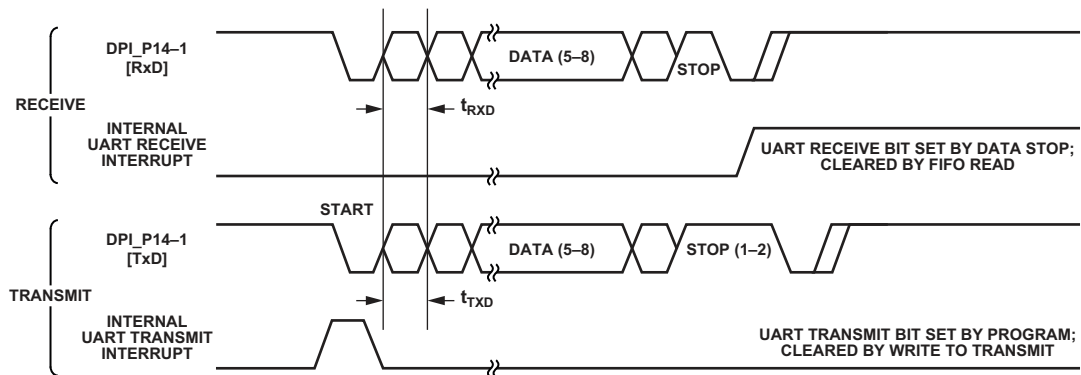 DPI_P14–1
[RxD]
DATA (5–8)
STOP
RECEIVE
tRXD
INTERNAL
UART RECEIVE
INTERRUPT
UART RECEIVE BIT SET BY DATA STOP;
CLEARED BY FIFO READ
START
DPI_P14–1
[TxD]
DATA (5–8)
STOP (1–2)
TRANSMIT
tTXD
INTERNAL
UART TRANSMIT
INTERRUPT
UART TRANSMIT BIT SET BY PROGRAM;
CLEARED BY WRITE TO TRANSMIT